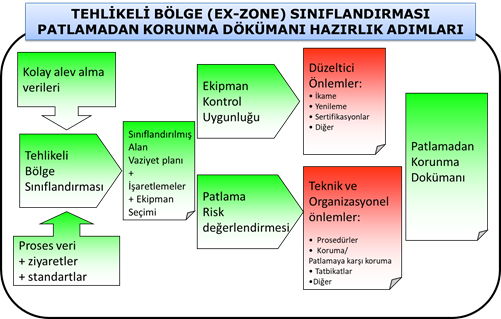 TEHLİKELİ BÖLGE (EX-ZONE) SINIFLANDIRMASI
PATLAMADAN KORUNMA DÖKÜMANI HAZIRLIK ADIMLARI
Kolay alev alma
verileri
Tehlikeli
Bölge
Sınıflandırması
Proses veri
+ ziyaretler
+ standartlar
Sınıflandırılmış
Alan
Vaziyet planı
+
İşaretlemeler
+ Ekipman
Seçimi
Ekipman
Kontrol
Uygunluğu
Patlama
Risk
değerlendirmesi
Düzeltici
Önlemler:
• İkame
• Yenileme
• Sertifikasyonlar
• Diğer
Teknik ve
Organizasyonel
önlemler:
• Prosedürler
• Koruma/
Patlamaya karşı koruma
• Tatbikatlar
•Diğer
Patlamadan
Korunma
Dokümanı